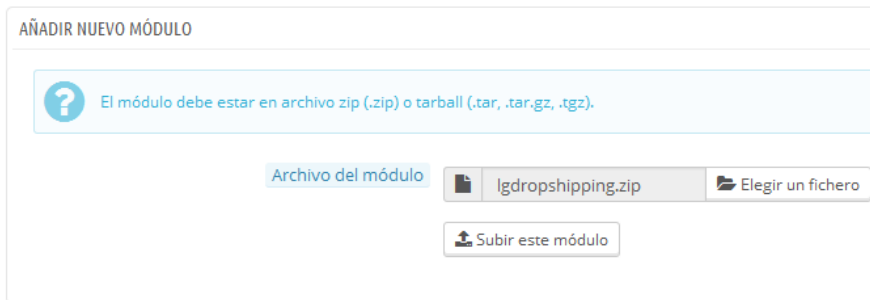 AÑADIR NUEVO MÓDULO
El módulo debe estar en archivo zip (.zip) o tarball (.tar, .tar.gz, .tgz).
Archivo del módulo lgdropshipping.zip Elegir un fichero
Subir este módulo